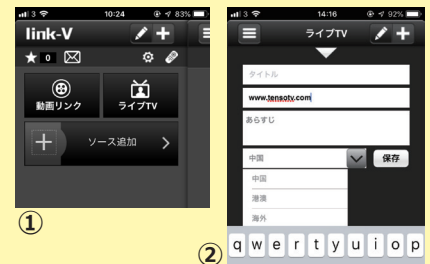 3 10:24 83%
link-V
0
動画リンク ライブTV
ソース追加
①
3 14:16 92%
ライブTV
タイトル
www.tensotv.com
あらすじ
中国 保存
中国
港澳
海外
q w e r t y u i o p
②